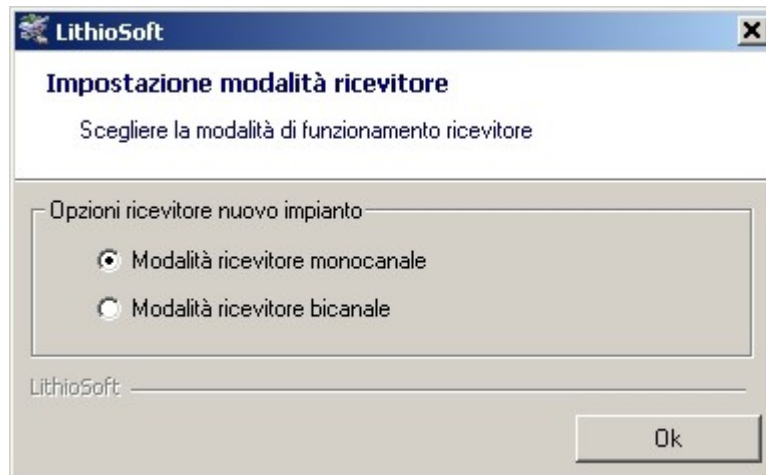 LithioSoft
Impostazione modalità ricevitore
Scegliere la modalità di funzionamento ricevitore
Opzioni ricevitore nuovo impianto
Modalità ricevitore monocanale
Modalità ricevitore bicanale
LithioSoft
Ok